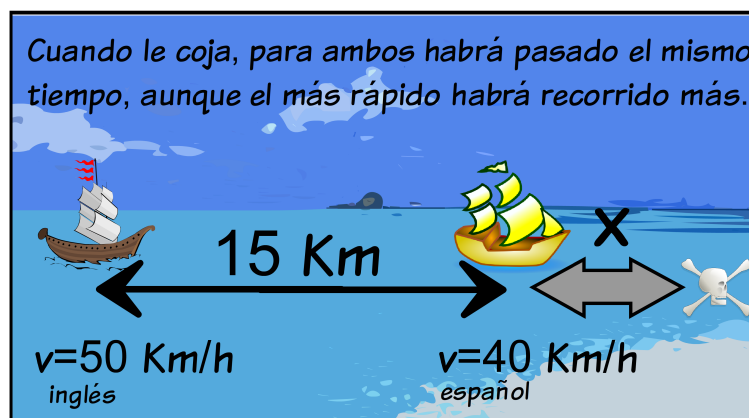 Cuando le coja, para ambos habrá pasado el mismo
tiempo, aunque el más rápido habrá recorrido más.
x
15 Km
v=50 Km/h
v=40 Km/h
inglés
español